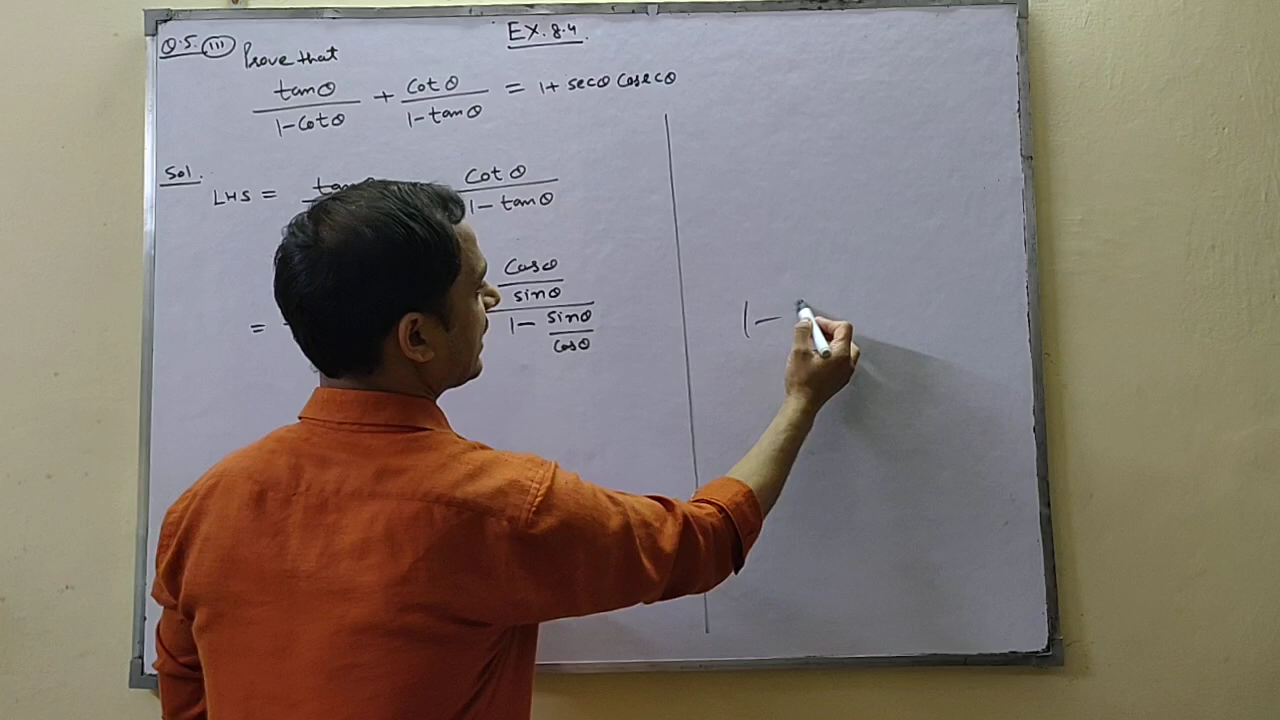 EX. 8.4.
Q.5. (iii) Prove that
tanθ/1-cotθ + cotθ/1-tanθ = 1+ secθ cosecθ
Sol.
LHS = cotθ/1-tanθ
= cosθ/sinθ / 1- sinθ/cosθ
1-